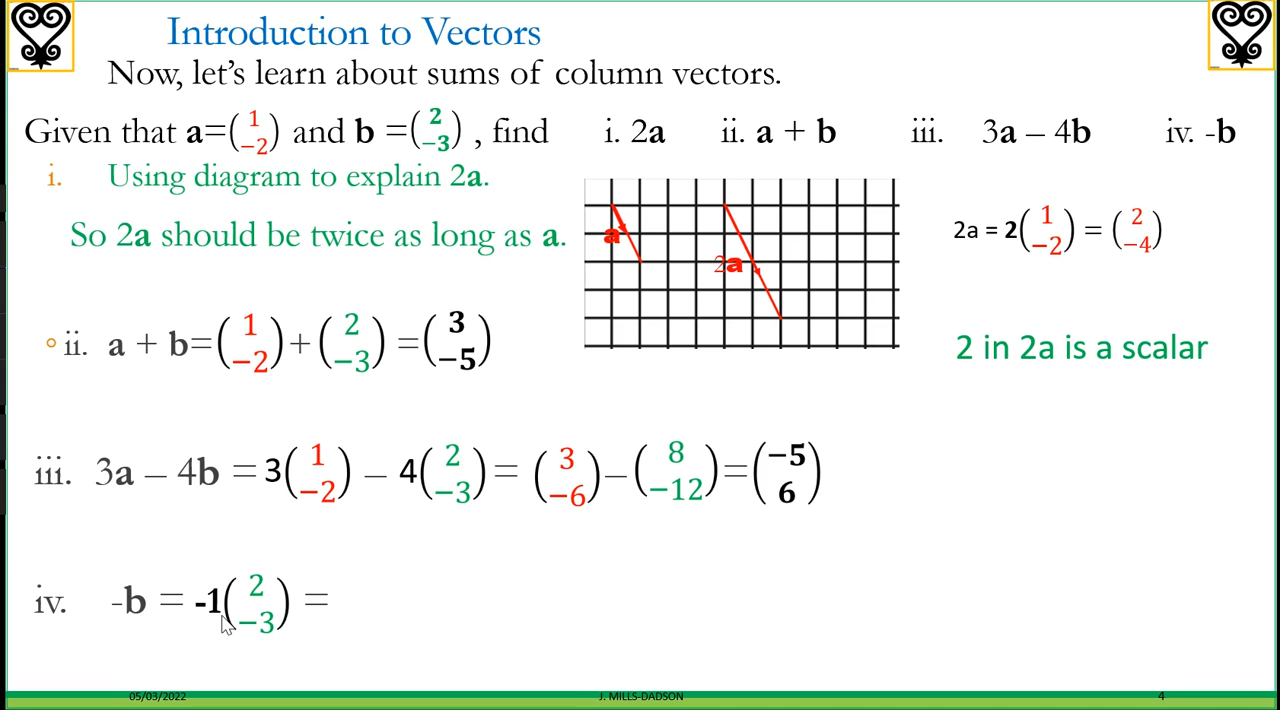 Introduction to Vectors
Now, let's learn about sums of column vectors.
Given that a=(1 −2) and b =(2 −3) , find i. 2a ii. a + b iii. 3a – 4b iv. -b
i. Using diagram to explain 2a.
So 2a should be twice as long as a.
a
2a
2a = 2(1 −2) = (2 −4)
ii. a + b=(1 −2)+(2 −3)=(3 −5)
2 in 2a is a scalar
iii. 3a – 4b = 3(1 −2) – 4(2 −3)= (3 −6)−(8 −12)=(−5 6)
iv. -b = -1(2 −3) =
05/03/2022 J. MILLS-DADSON 4